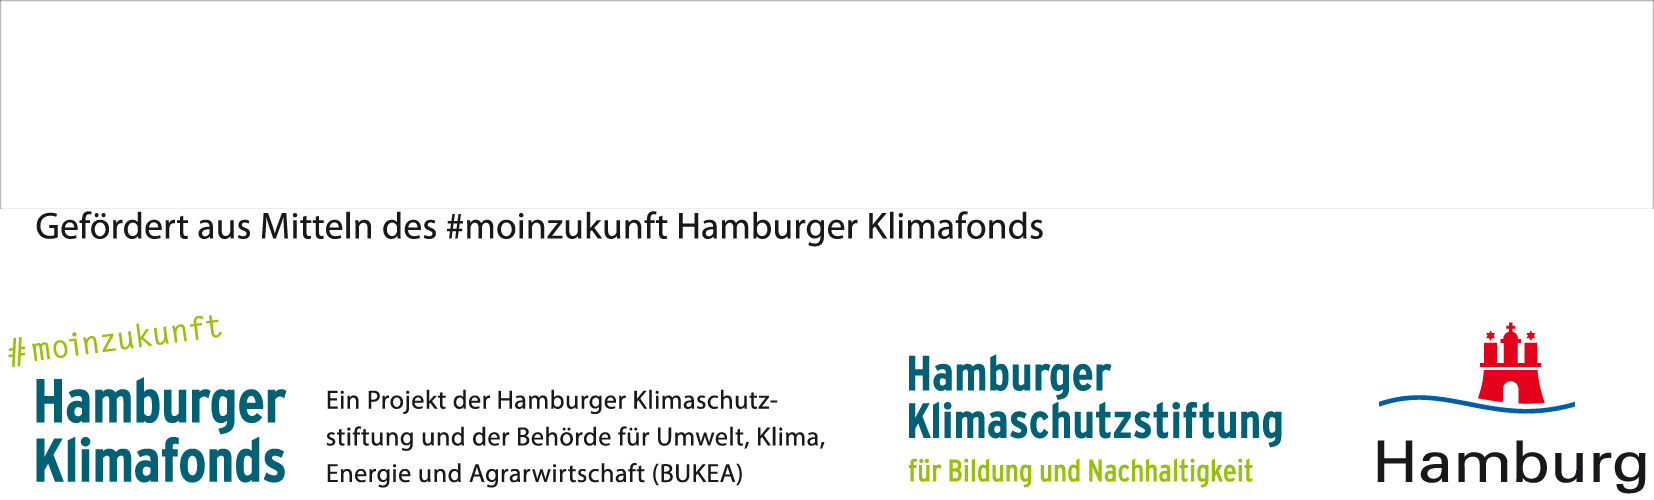 Gefördert aus Mitteln des #moinzukunft Hamburger Klimafonds
#moinzukunft
Hamburger
Klimafonds
Ein Projekt der Hamburger Klimaschutz-
stiftung und der Behörde für Umwelt, Klima,
Energie und Agrarwirtschaft (BUKEA)
Hamburger
Klimaschutzstiftung
für Bildung und Nachhaltigkeit
Hamburg